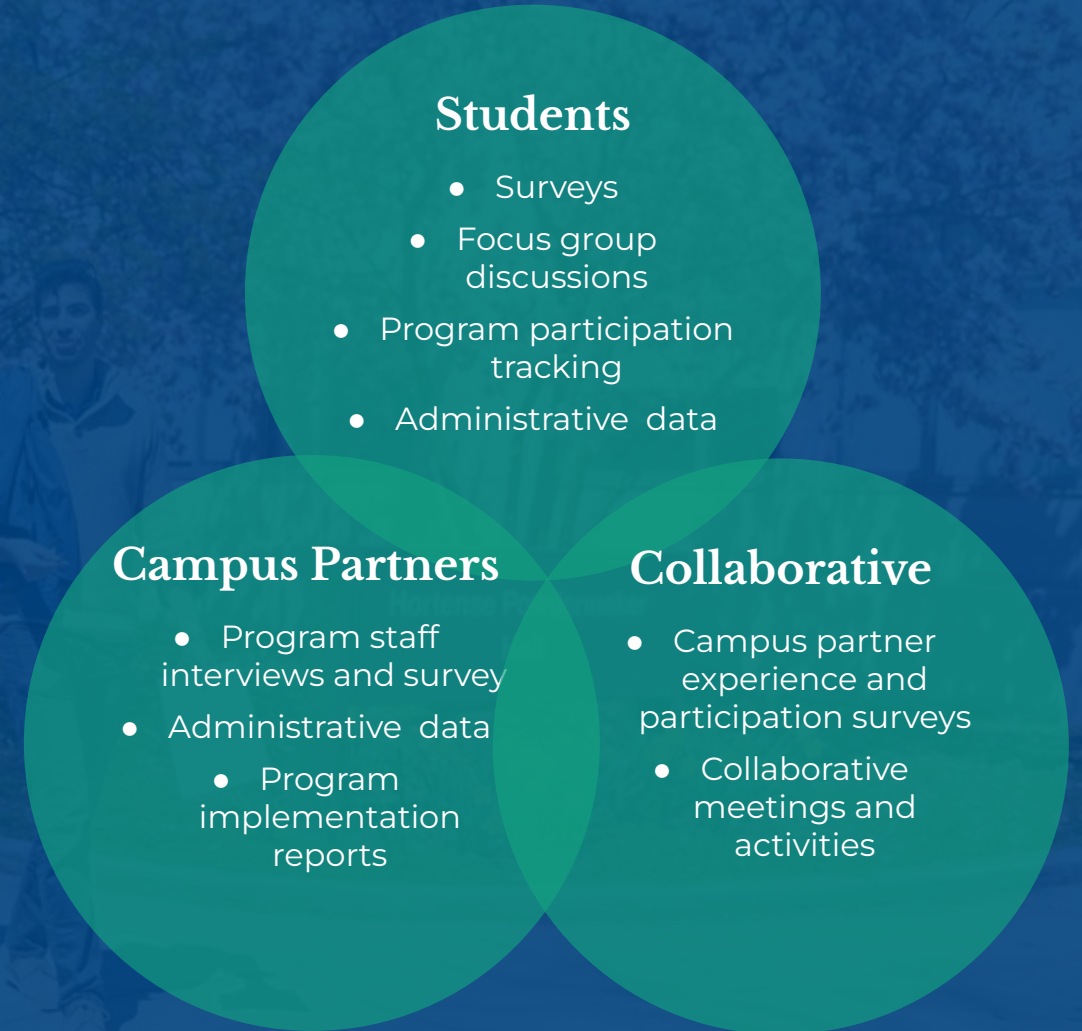 Students
● Surveys
● Focus group
discussions
● Program participation
tracking
● Administrative data
Campus Partners
● Program staff
interviews and survey
● Administrative data
● Program
implementation
reports
Collaborative
● Campus partner
experience and
participation surveys
● Collaborative
meetings and
activities